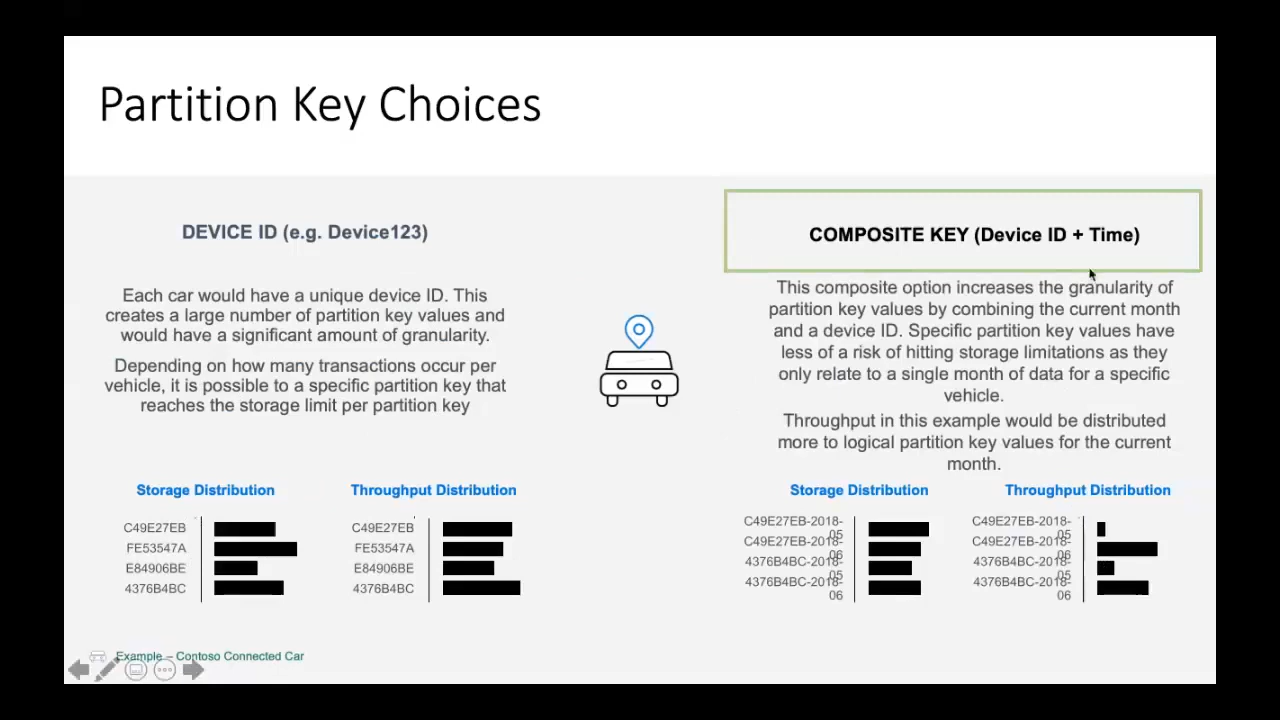 Partition Key Choices
DEVICE ID (e.g. Device123)
Each car would have a unique device ID. This
creates a large number of partition key values and
would have a significant amount of granularity.
Depending on how many transactions occur per
vehicle, it is possible to a specific partition key that
reaches the storage limit per partition key
Storage Distribution
C49E27EB
FE53547A
E84906BE
4376B4BC
Throughput Distribution
C49E27EB
FE53547A
E84906BE
4376B4BC
COMPOSITE KEY (Device ID + Time)
This composite option increases the granularity of
partition key values by combining the current month
and a device ID. Specific partition key values have
less of a risk of hitting storage limitations as they
only relate to a single month of data for a specific
vehicle.
Throughput in this example would be distributed
more to logical partition key values for the current
month.
Storage Distribution
C49E27EB-2018-
05
C49E27EB-2018-
06
4376B4BC-2018-
05
4376B4BC-2018-
06
Throughput Distribution
C49E27EB-2018-
05
C49E27EB-2018-
06
4376B4BC-2018-
05
4376B4BC-2018-
06
Example – Contoso Connected Car